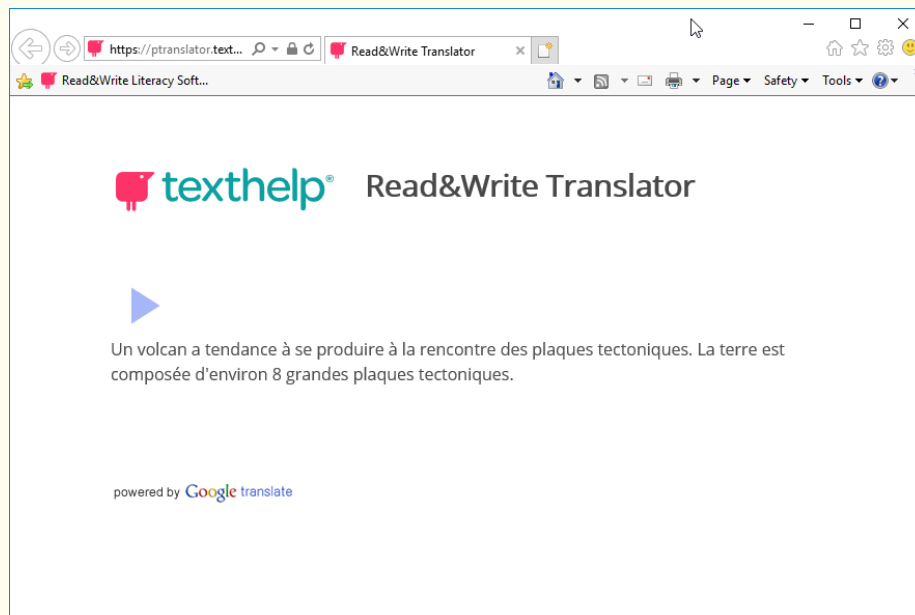 https://ptranslator.text...
Read&Write Translator
Read&Write Literacy Soft...
Page
Safety
Tools
texthelp®
Read&Write Translator
Un volcan a tendance à se produire à la rencontre des plaques tectoniques. La terre est
composée d'environ 8 grandes plaques tectoniques.
powered by Google translate